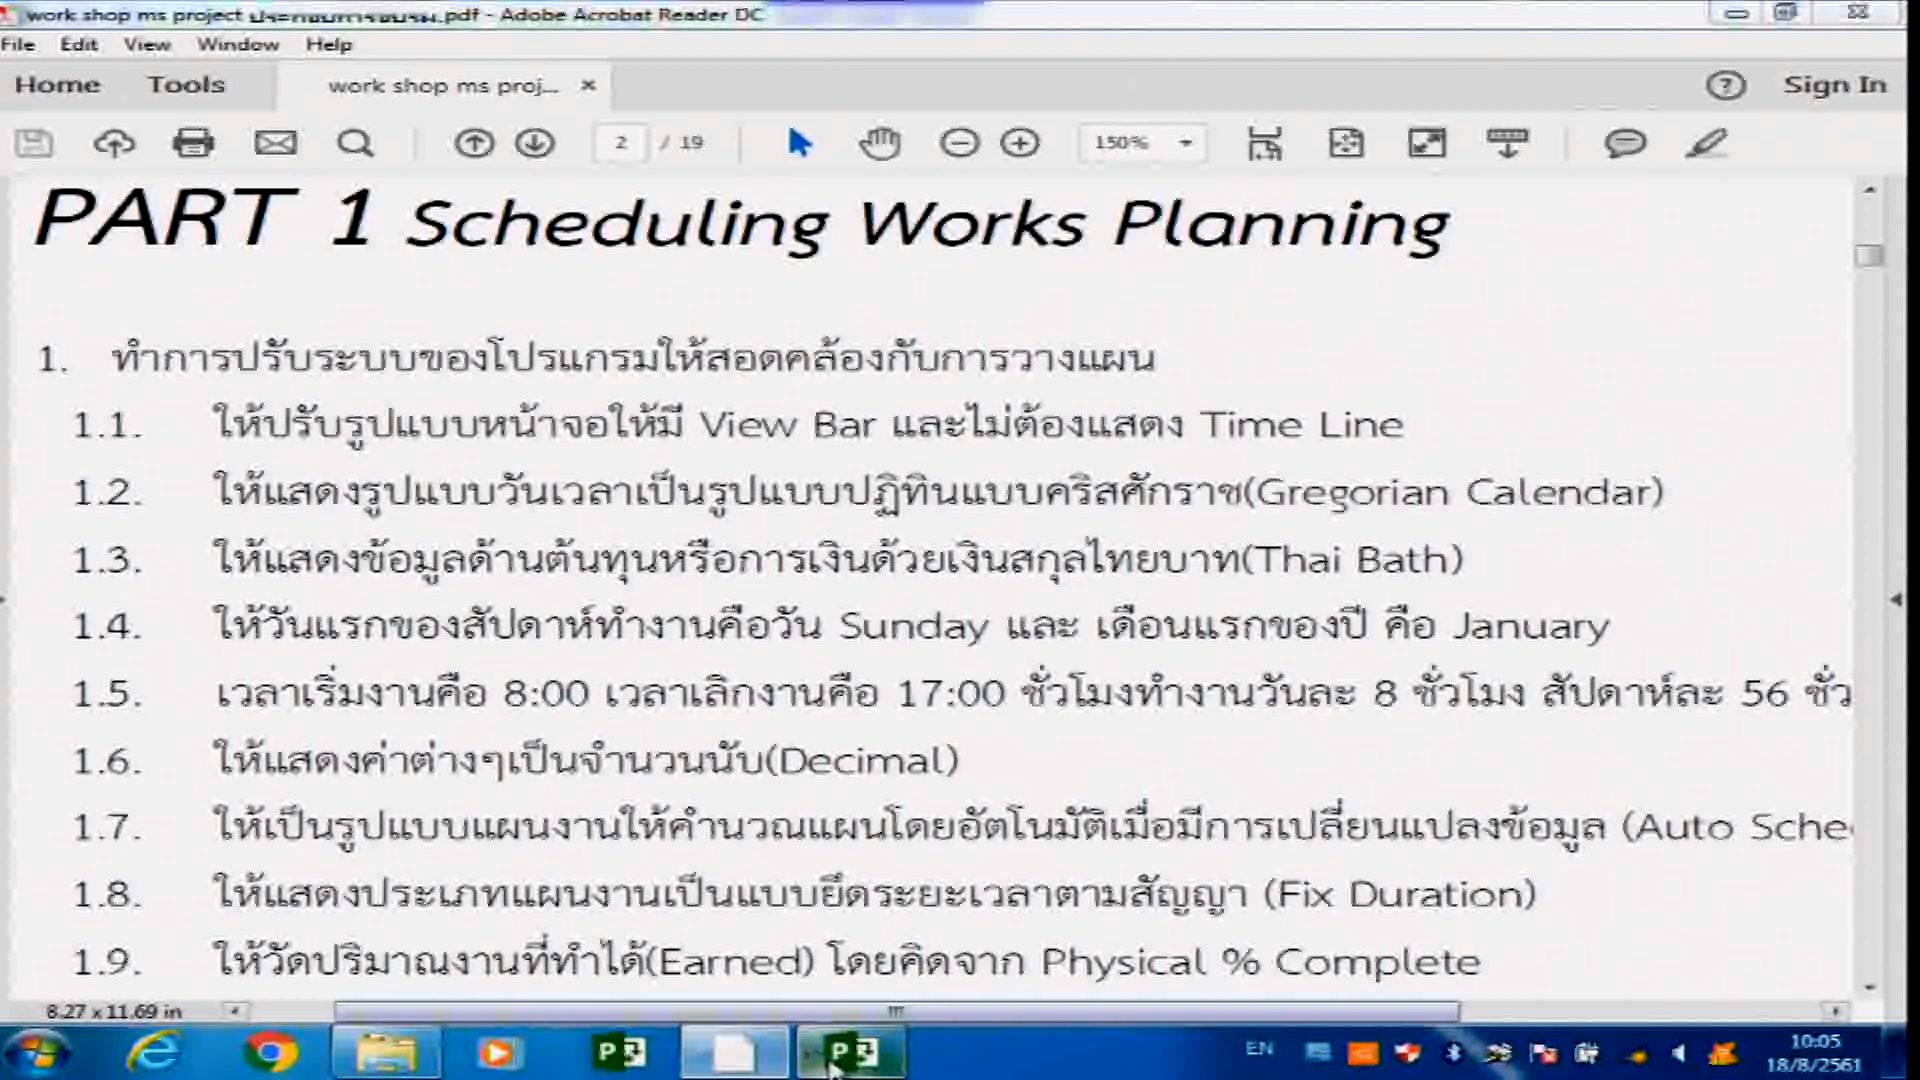 work shop ms project ประกอบการอบรม.pdf - Adobe Acrobat Reader DC
File Edit View Window Help
Home Tools work shop ms proj... × ? Sign In
2 / 19 150%
PART 1 Scheduling Works Planning
1. ทำการปรับระบบของโปรแกรมให้สอดคล้องกับการวางแผน
1.1. ให้ปรับรูปแบบหน้าจอให้มี View Bar และไม่ต้องแสดง Time Line
1.2. ให้แสดงรูปแบบวันเวลาเป็นรูปแบบปฏิทินแบบคริสศักราช(Gregorian Calendar)
1.3. ให้แสดงข้อมูลด้านต้นทุนหรือการเงินด้วยเงินสกุลไทยบาท(Thai Bath)
1.4. ให้วันแรกของสัปดาห์ทำงานคือวัน Sunday และ เดือนแรกของปี คือ January
1.5. เวลาเริ่มงานคือ 8:00 เวลาเลิกงานคือ 17:00 ชั่วโมงทำงานวันละ 8 ชั่วโมง สัปดาห์ละ 56 ชั่ว
1.6. ให้แสดงค่าต่างๆเป็นจำนวนนับ(Decimal)
1.7. ให้เป็นรูปแบบแผนงานให้คำนวณแผนโดยอัตโนมัติเมื่อมีการเปลี่ยนแปลงข้อมูล (Auto Sche
1.8. ให้แสดงประเภทแผนงานเป็นแบบยึดระยะเวลาตามสัญญา (Fix Duration)
1.9. ให้วัดปริมาณงานที่ทำได้(Earned) โดยคิดจาก Physical % Complete
8.27 x 11.69 in
EN 10:05
18/8/2561